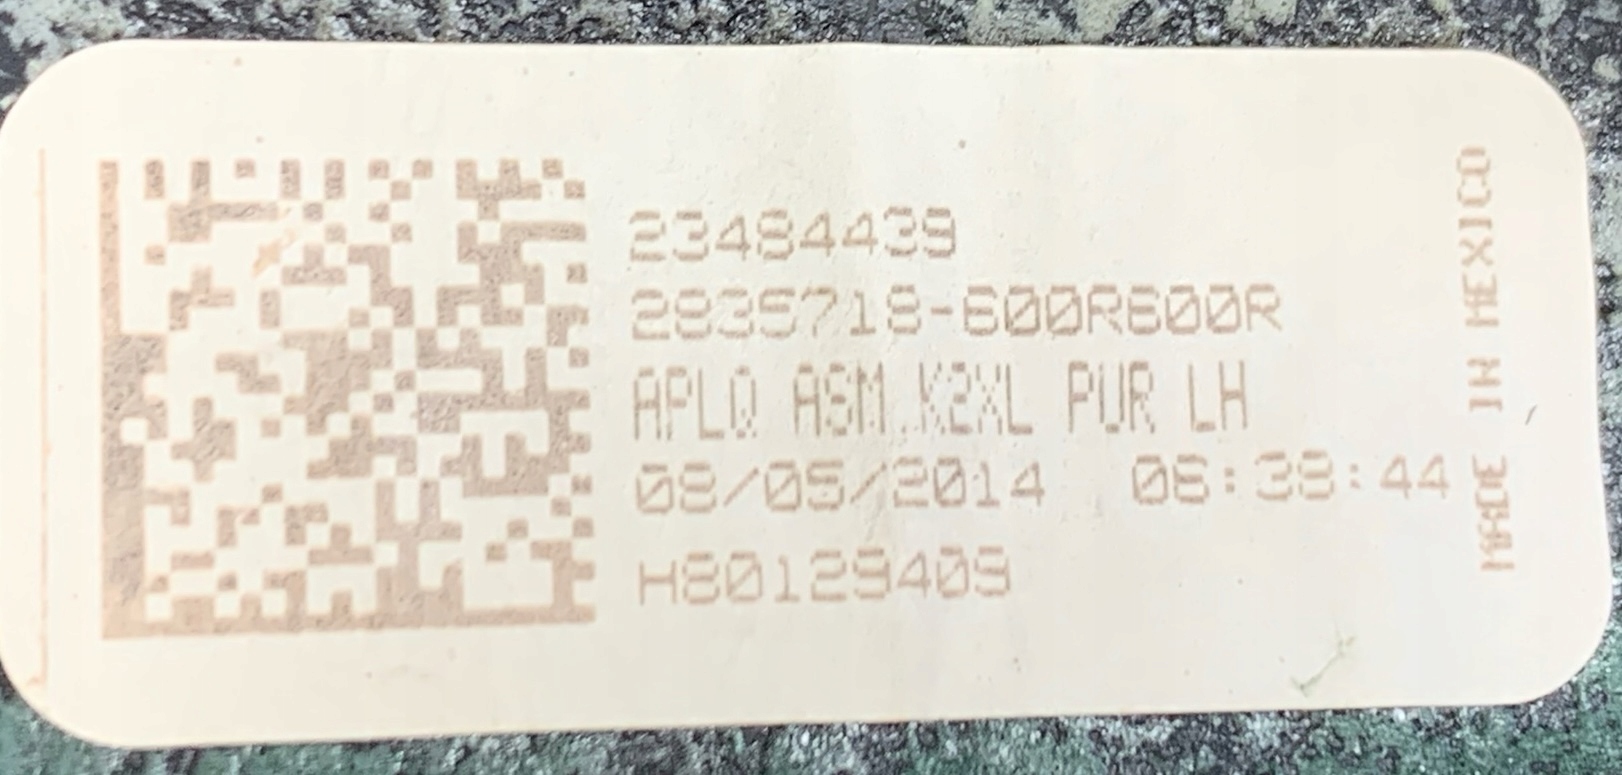 23484439
2835718-600R600R
APLQ ASM.K2XL PUR LH
08/05/2014 06:38:44
H80129409
MADE IN MEXICO